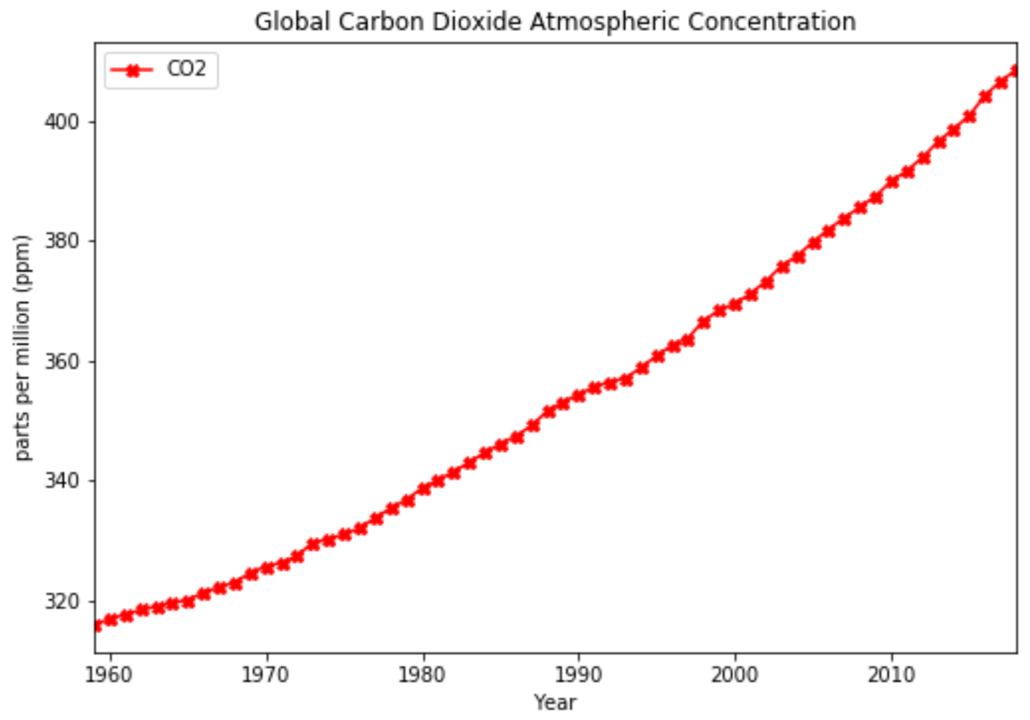 Global Carbon Dioxide Atmospheric Concentration
CO2
parts per million (ppm)
400
380
360
340
320
1960 1970 1980 1990 2000 2010
Year